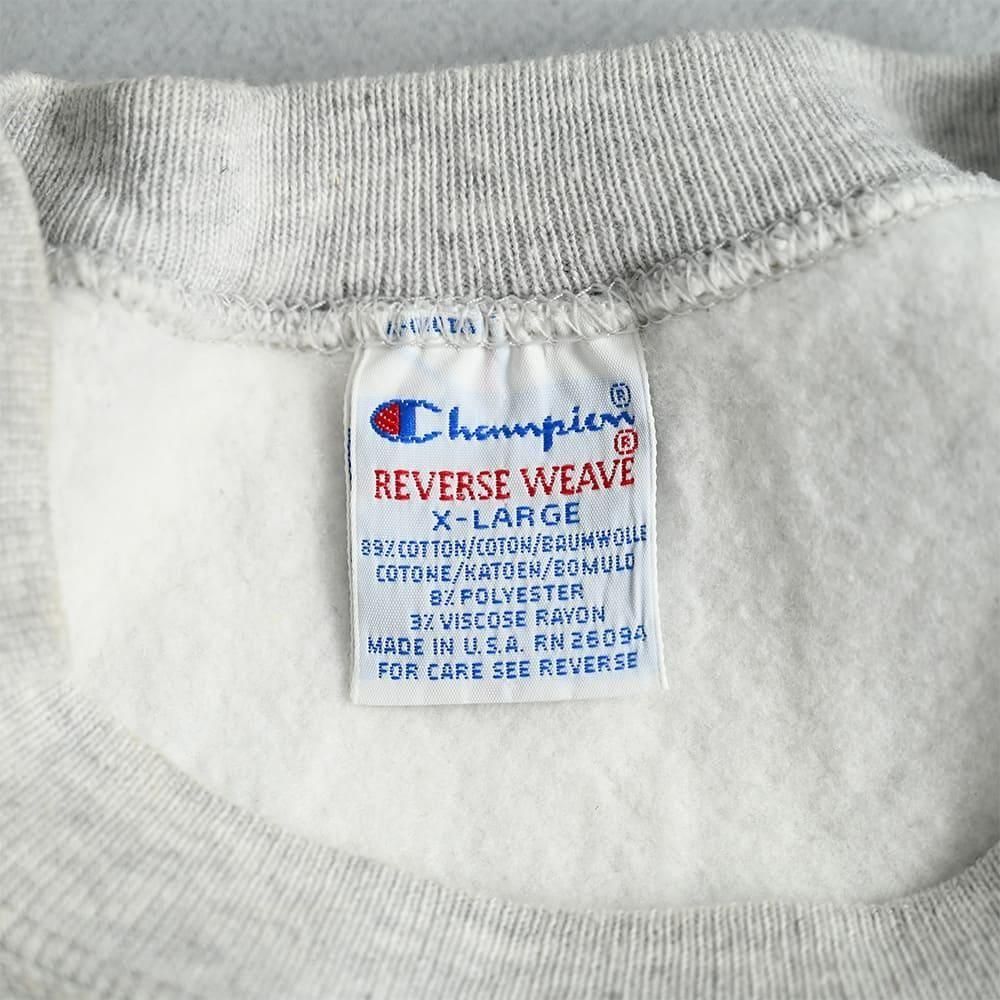 Champion®
REVERSE WEAVE®
X-LARGE
89% COTTON/COTON/BAUMWOLLE
COTONE/KATOEN/BOMULD
8% POLYESTER
3% VISCOSE RAYON
MADE IN U.S.A. RN 26094
FOR CARE SEE REVERSE